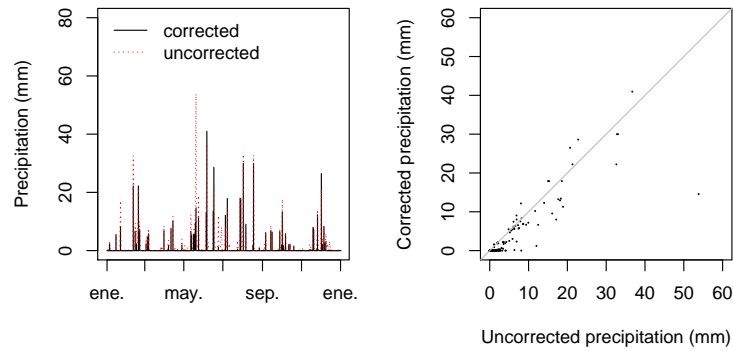 Precipitation (mm)
80
60
40
20
0
corrected
uncorrected
ene.
may.
sep.
ene.
Corrected precipitation (mm)
60
50
40
30
20
10
0
0 10 20 30 40 50 60
Uncorrected precipitation (mm)